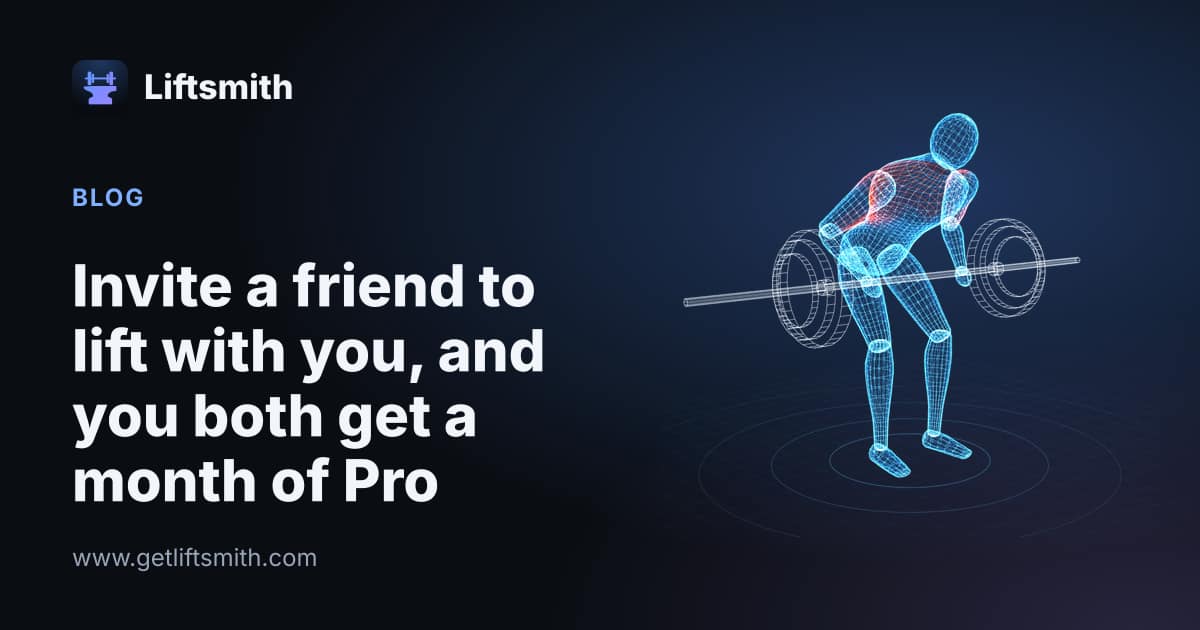 Liftsmith
BLOG
Invite a friend to
lift with you, and
you both get a
month of Pro
www.getliftsmith.com